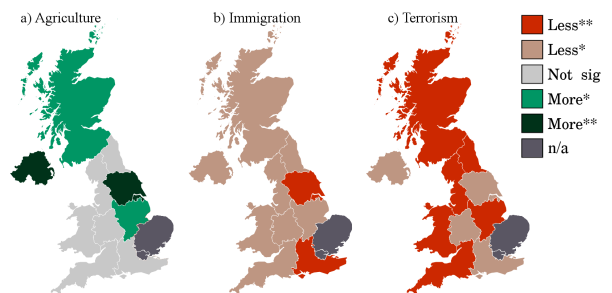 a) Agriculture
b) Immigration
c) Terrorism
Less**
Less*
Not sig
More*
More**
n/a